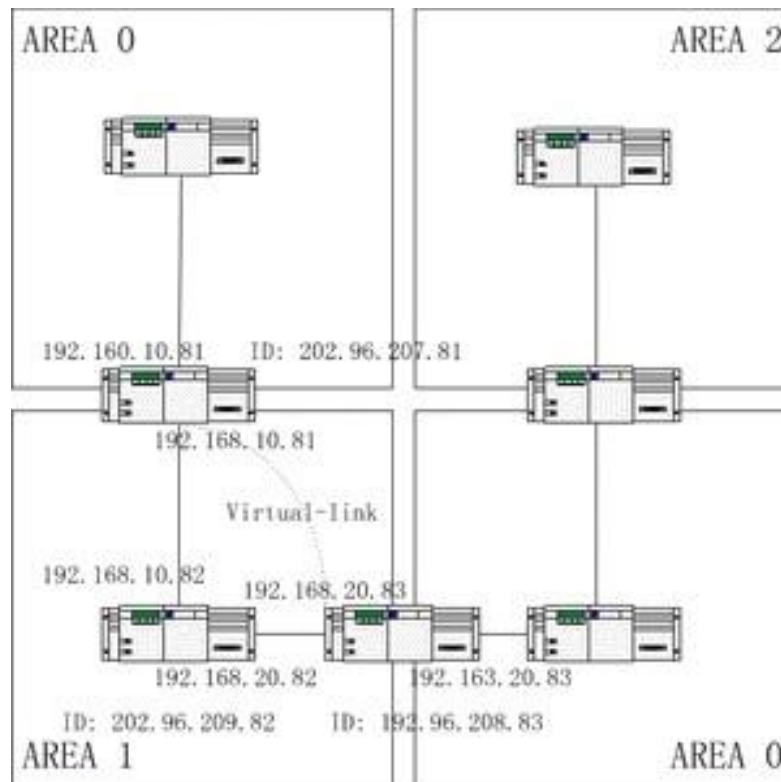 AREA 0
AREA 2
192.160.10.81
ID: 202.96.207.81
192.168.10.81
Virtual-link
192.168.10.82
192.168.20.83
192.168.20.82
192.163.20.83
ID: 202.96.209.82
ID: 192.96.208.83
AREA 1
AREA 0